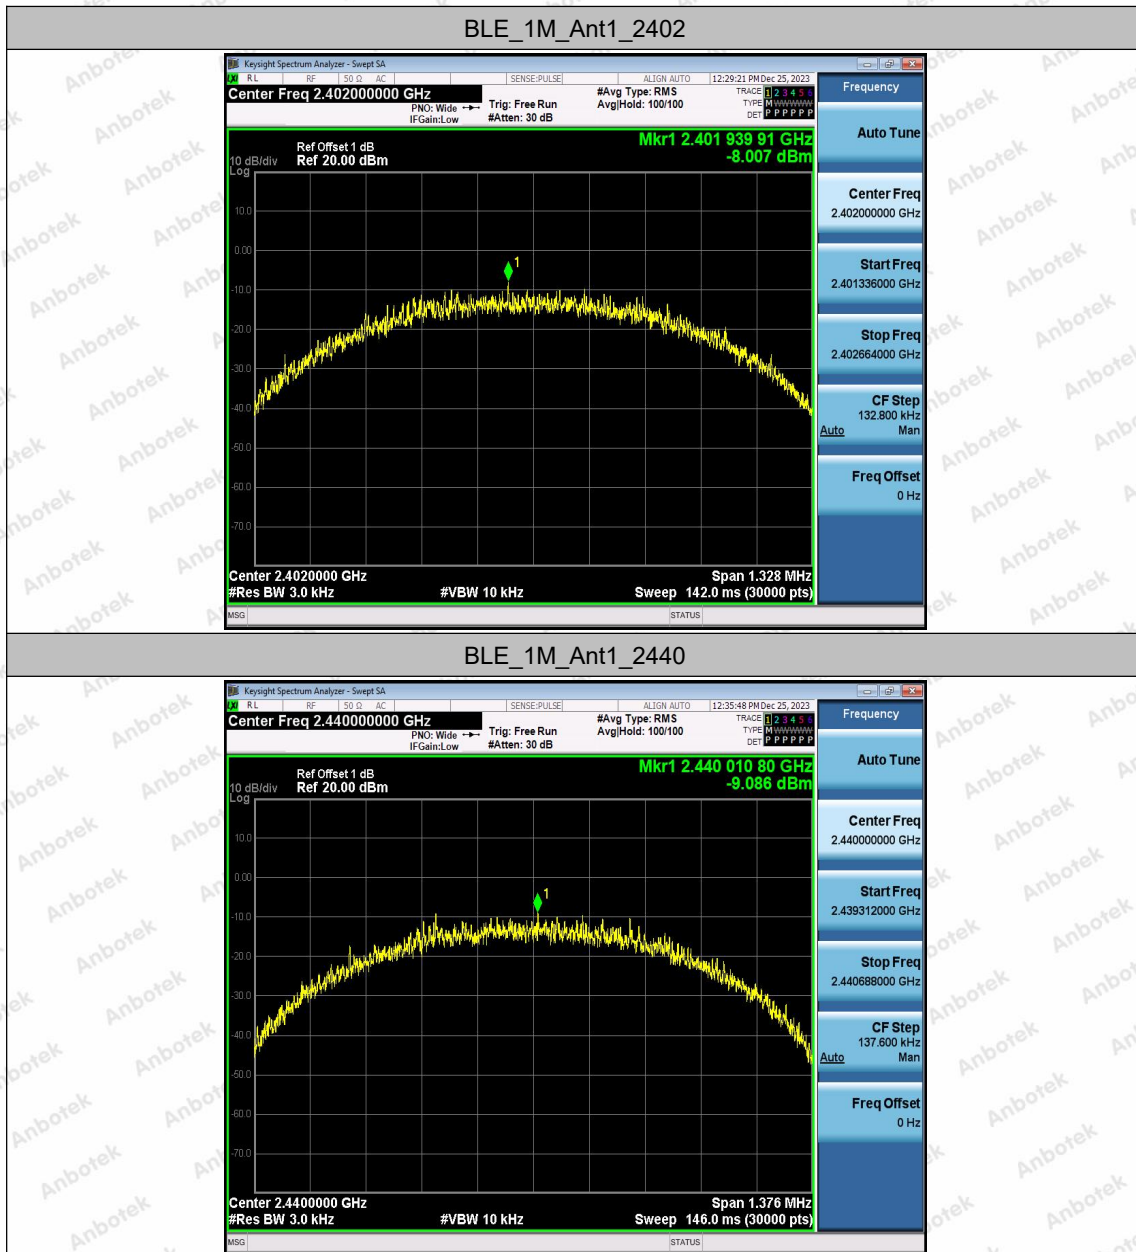 BLE_1M_Ant1_2402
Keysight Spectrum Analyzer - Swept SA
LXI RL RF 50 Ω AC SENSE:PULSE ALIGN AUTO 12:29:21 PM Dec 25, 2023
Center Freq 2.402000000 GHz
PNO: Wide
IFGain:Low
Trig: Free Run
#Atten: 30 dB
#Avg Type: RMS
Avg|Hold: 100/100
TRACE 1 2 3 4 5 6
TYPE M WWWWW
DET P P P P P P
Mkr1 2.401 939 91 GHz
-8.007 dBm
Ref Offset 1 dB
10 dB/div Ref 20.00 dBm
Log
10.0
0.00
-10.0
-20.0
-30.0
-40.0
-50.0
-60.0
-70.0
1
Center 2.4020000 GHz Span 1.328 MHz
#Res BW 3.0 kHz #VBW 10 kHz Sweep 142.0 ms (30000 pts)
MSG STATUS
Frequency
Auto Tune
Center Freq
2.402000000 GHz
Start Freq
2.401336000 GHz
Stop Freq
2.402664000 GHz
CF Step
132.800 kHz
Auto Man
Freq Offset
0 Hz
BLE_1M_Ant1_2440
Keysight Spectrum Analyzer - Swept SA
LXI RL RF 50 Ω AC SENSE:PULSE ALIGN AUTO 12:35:48 PM Dec 25, 2023
Center Freq 2.440000000 GHz
PNO: Wide
IFGain:Low
Trig: Free Run
#Atten: 30 dB
#Avg Type: RMS
Avg|Hold: 100/100
TRACE 1 2 3 4 5 6
TYPE M WWWWW
DET P P P P P P
Mkr1 2.440 010 80 GHz
-9.086 dBm
Ref Offset 1 dB
10 dB/div Ref 20.00 dBm
Log
10.0
0.00
-10.0
-20.0
-30.0
-40.0
-50.0
-60.0
-70.0
1
Center 2.4400000 GHz Span 1.376 MHz
#Res BW 3.0 kHz #VBW 10 kHz Sweep 146.0 ms (30000 pts)
MSG STATUS
Frequency
Auto Tune
Center Freq
2.440000000 GHz
Start Freq
2.439312000 GHz
Stop Freq
2.440688000 GHz
CF Step
137.600 kHz
Auto Man
Freq Offset
0 Hz
Anbotek